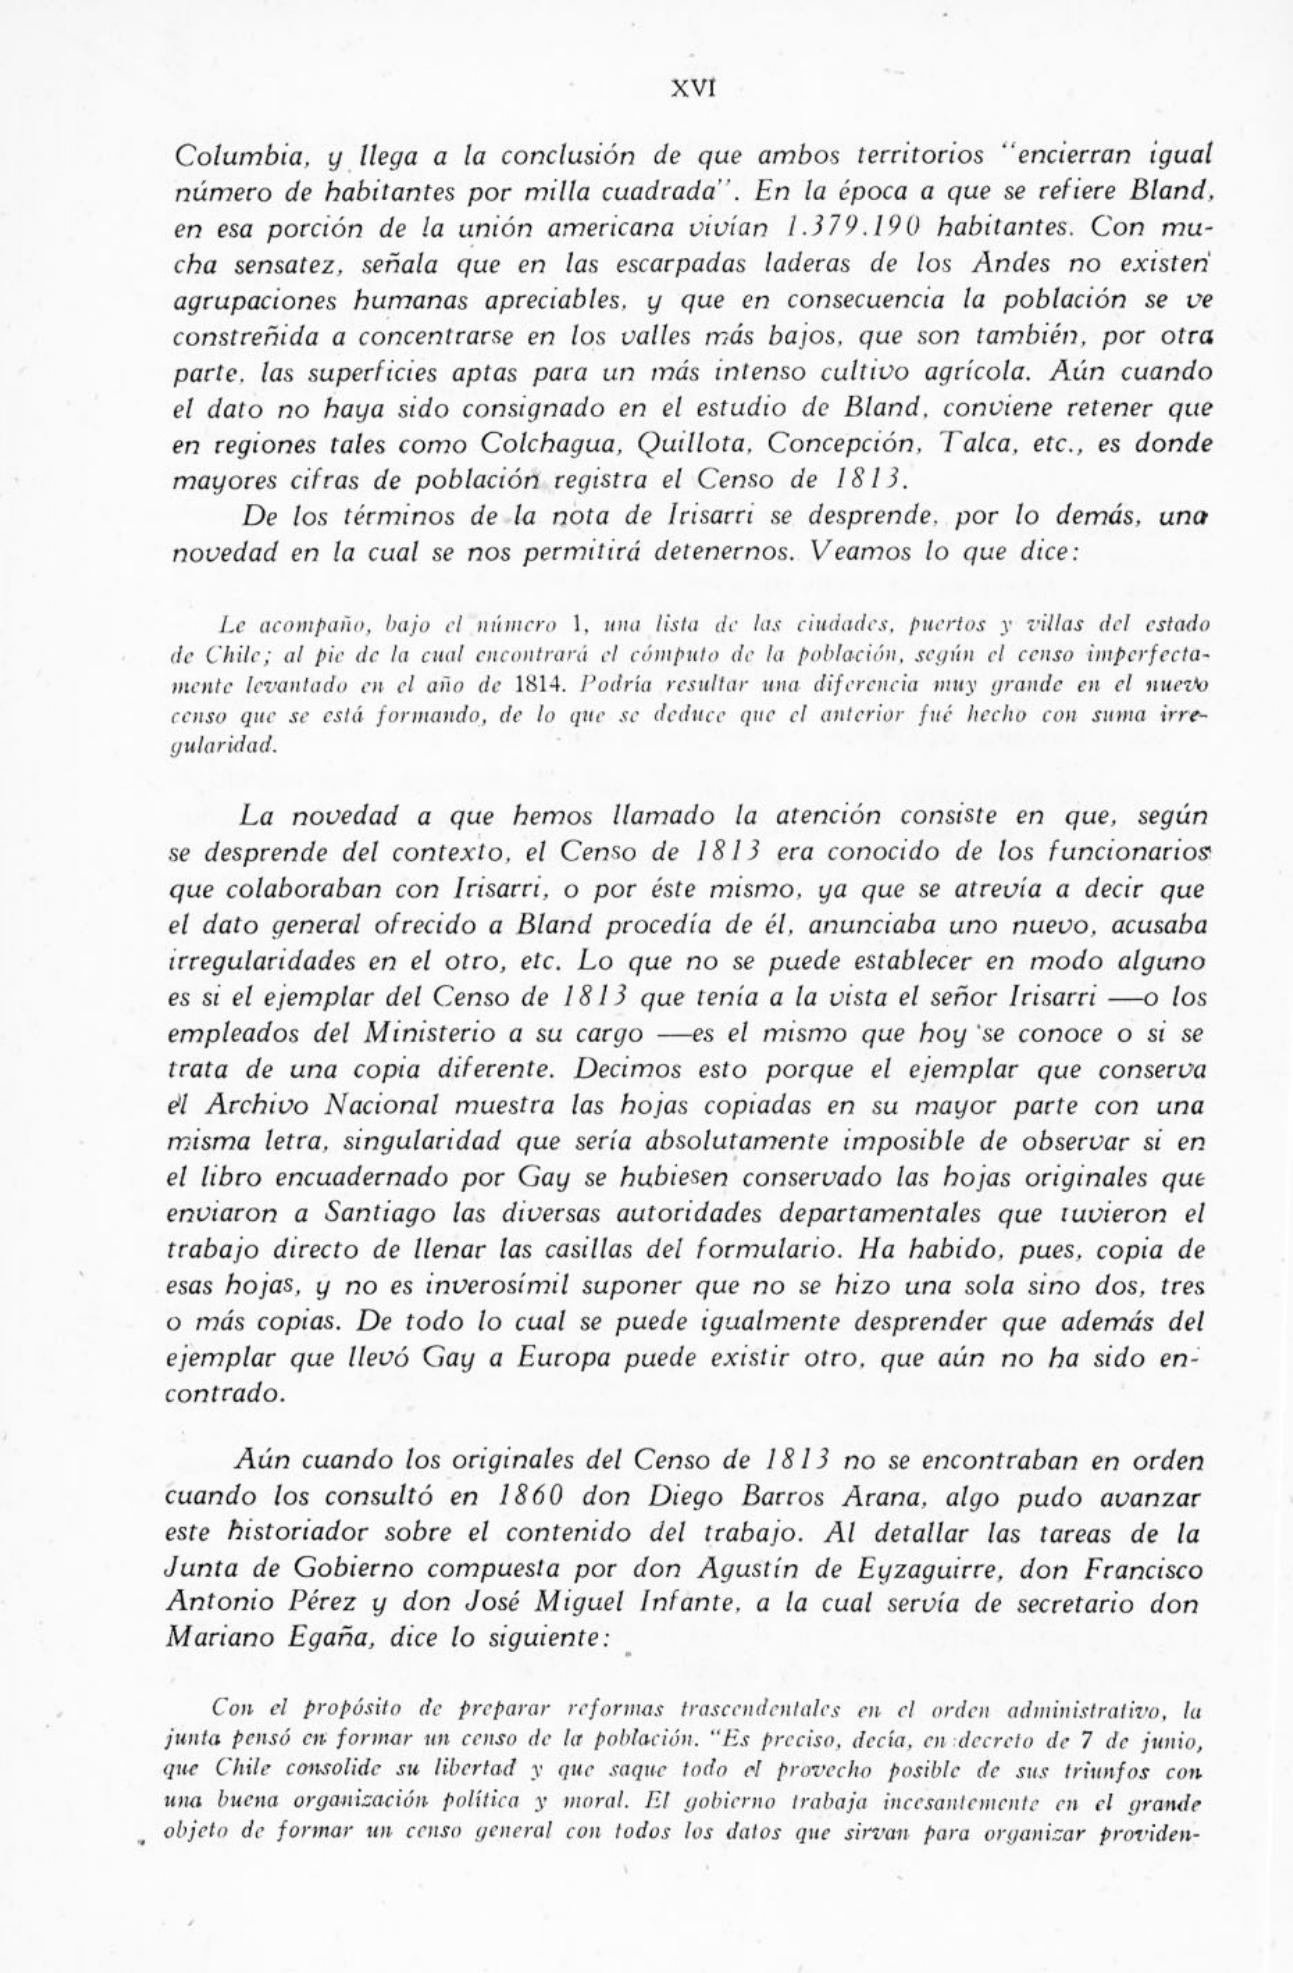 XVI
Columbia, y llega a la conclusión de que ambos territorios "encierran igual
número de habitantes por milla cuadrada". En la época a que se refiere Bland,
en esa porción de la unión americana vivían 1.379.190 habitantes. Con mu-
cha sensatez, señala que en las escarpadas laderas de los Andes no existen
agrupaciones humanas apreciables, y que en consecuencia la población se ve
constreñida a concentrarse en los valles más bajos, que son también, por otra
parte, las superficies aptas para un más intenso cultivo agrícola. Aún cuando
el dato no haya sido consignado en el estudio de Bland, conviene retener que
en regiones tales como Colchagua, Quillota, Concepción, Talca, etc., es donde
mayores cifras de población registra el Censo de 1813.
De los términos de la nota de Irisarri se desprende, por lo demás, una
novedad en la cual se nos permitirá detenernos. Veamos lo que dice:
Le acompaño, bajo el número 1, una lista de las ciudades, puertos y villas del estado
de Chile; al pie de la cual encontrará el cómputo de la población, según el censo imperfecta-
mente levantado en el año de 1814. Podría resultar una diferencia muy grande en el nuevo
censo que se está formando, de lo que se deduce que el anterior fué hecho con suma irre-
gularidad.
La novedad a que hemos llamado la atención consiste en que, según
se desprende del contexto, el Censo de 1813 era conocido de los funcionarios
que colaboraban con Irisarri, o por éste mismo, ya que se atrevía a decir que
el dato general ofrecido a Bland procedía de él, anunciaba uno nuevo, acusaba
irregularidades en el otro, etc. Lo que no se puede establecer en modo alguno
es si el ejemplar del Censo de 1813 que tenía a la vista el señor Irisarri —o los
empleados del Ministerio a su cargo —es el mismo que hoy se conoce o si se
trata de una copia diferente. Decimos esto porque el ejemplar que conserva
el Archivo Nacional muestra las hojas copiadas en su mayor parte con una
misma letra, singularidad que sería absolutamente imposible de observar si en
el libro encuadernado por Gay se hubiesen conservado las hojas originales que
enviaron a Santiago las diversas autoridades departamentales que tuvieron el
trabajo directo de llenar las casillas del formulario. Ha habido, pues, copia de
esas hojas, y no es inverosímil suponer que no se hizo una sola sino dos, tres
o más copias. De todo lo cual se puede igualmente desprender que además del
ejemplar que llevó Gay a Europa puede existir otro, que aún no ha sido en-
contrado.
Aún cuando los originales del Censo de 1813 no se encontraban en orden
cuando los consultó en 1860 don Diego Barros Arana, algo pudo avanzar
este historiador sobre el contenido del trabajo. Al detallar las tareas de la
Junta de Gobierno compuesta por don Agustín de Eyzaguirre, don Francisco
Antonio Pérez y don José Miguel Infante, a la cual servía de secretario don
Mariano Egaña, dice lo siguiente:
Con el propósito de preparar reformas trascendentales en el orden administrativo, la
junta pensó en formar un censo de la población. "Es preciso, decía, en decreto de 7 de junio,
que Chile consolide su libertad y que saque todo el provecho posible de sus triunfos con
una buena organización política y moral. El gobierno trabaja incesantemente en el grande
objeto de formar un censo general con todos los datos que sirvan para organizar providen-